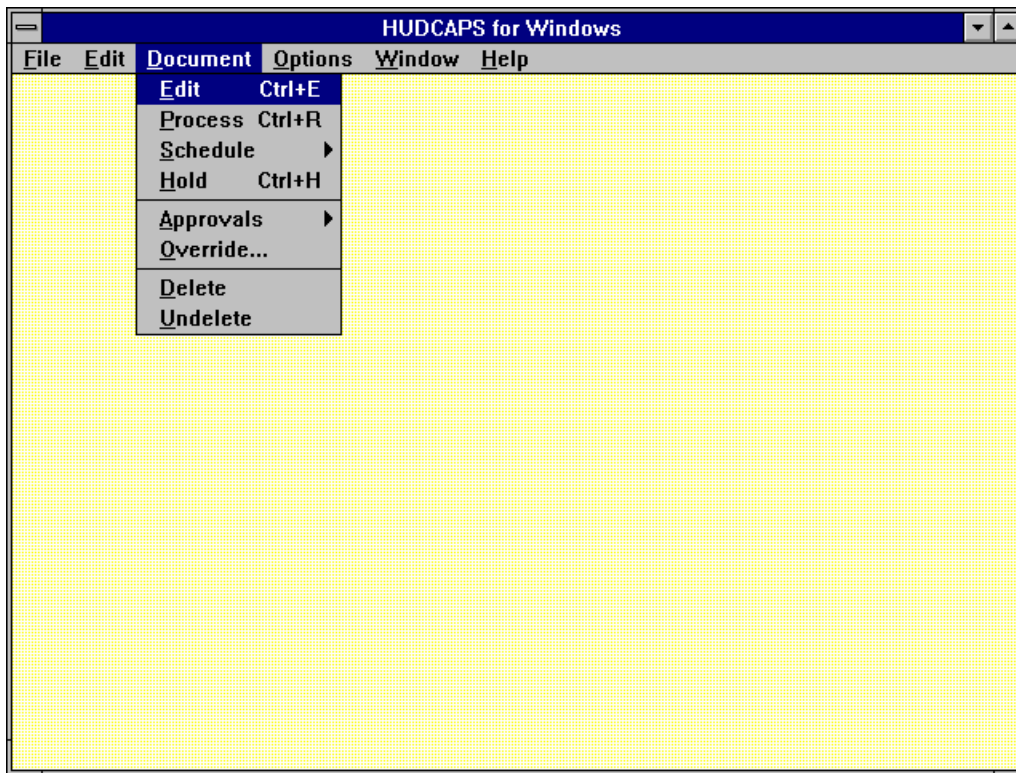 HUDCAPS for Windows
File Edit Document Options Window Help
Edit Ctrl+E
Process Ctrl+R
Schedule
Hold Ctrl+H
Approvals
Override...
Delete
Undelete